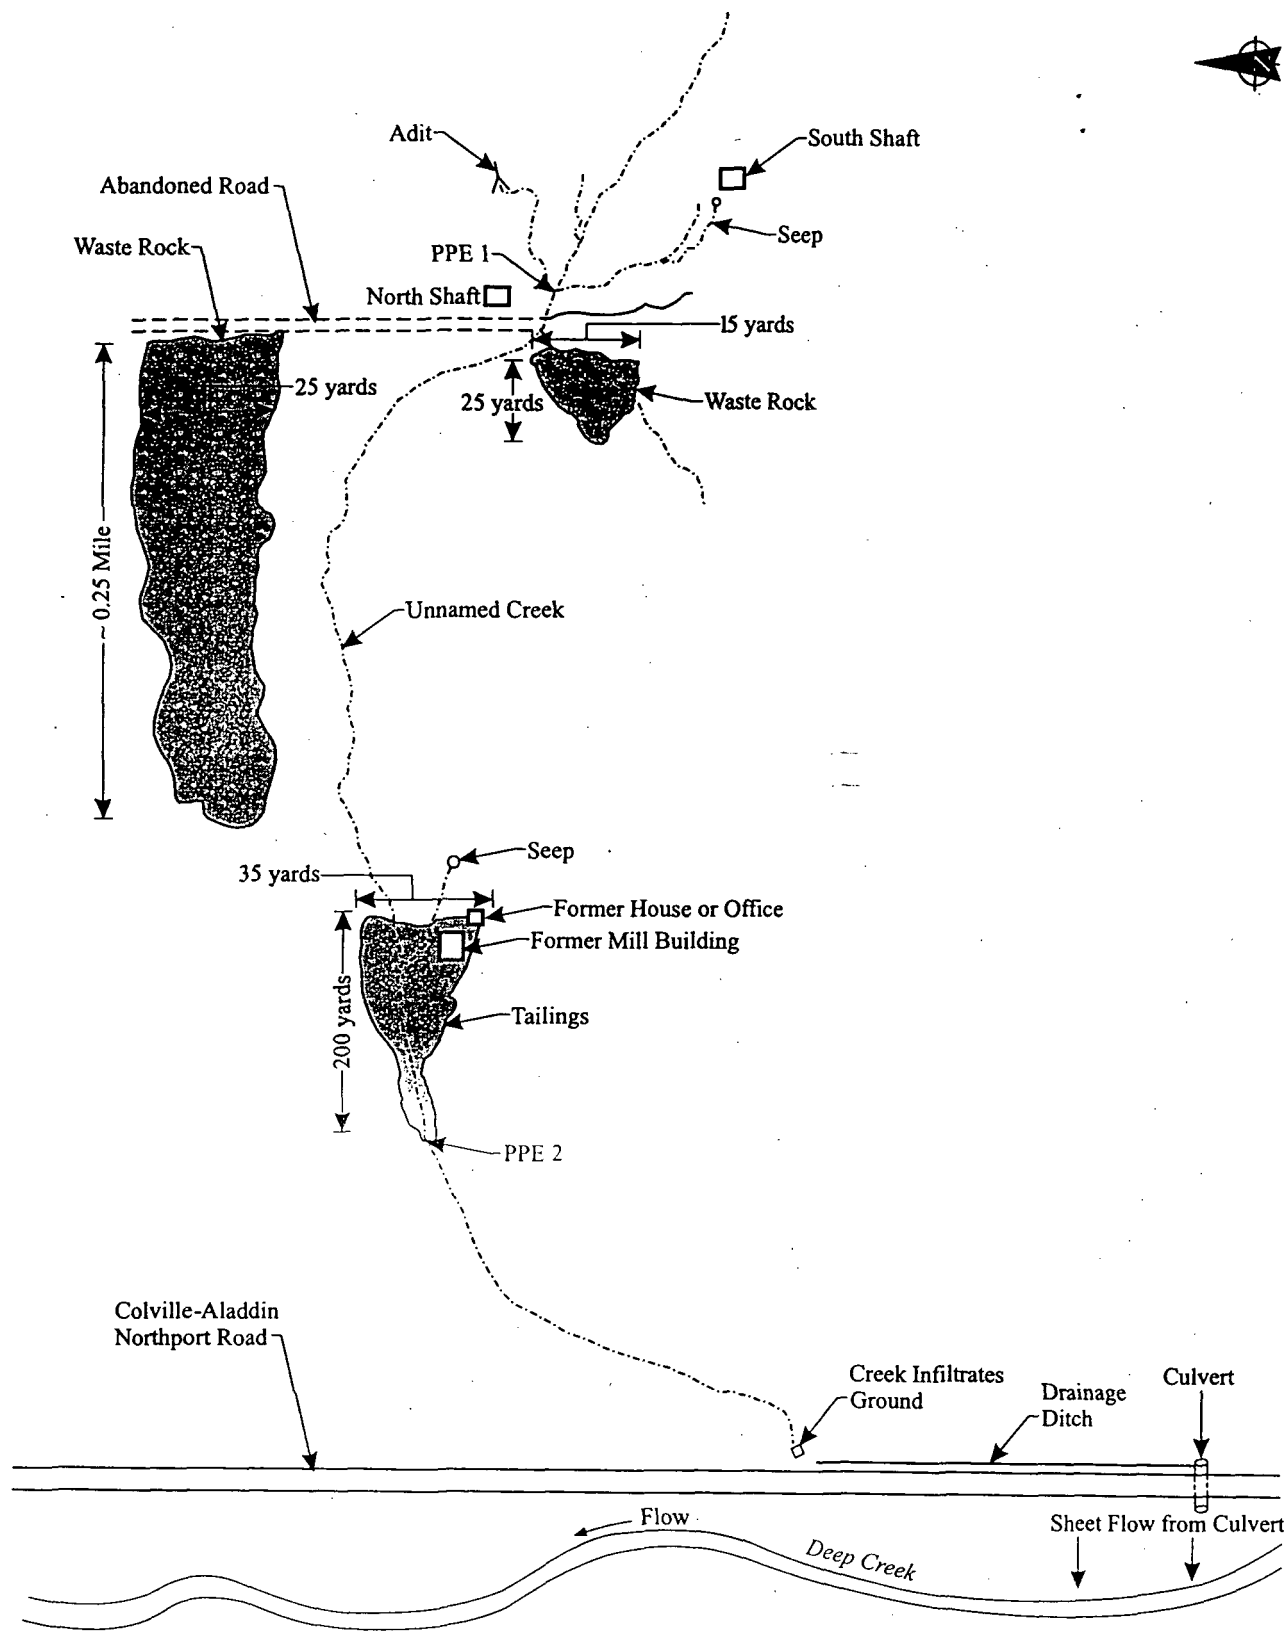 N
Adit
South Shaft
Abandoned Road
Seep
Waste Rock
PPE 1
North Shaft
15 yards
25 yards
25 yards
Waste Rock
~ 0.25 Mile
Unnamed Creek
Seep
35 yards
Former House or Office
Former Mill Building
200 yards
Tailings
PPE 2
Colville-Aladdin
Northport Road
Creek Infiltrates
Ground
Drainage
Ditch
Culvert
Flow
Sheet Flow from Culvert
Deep Creek